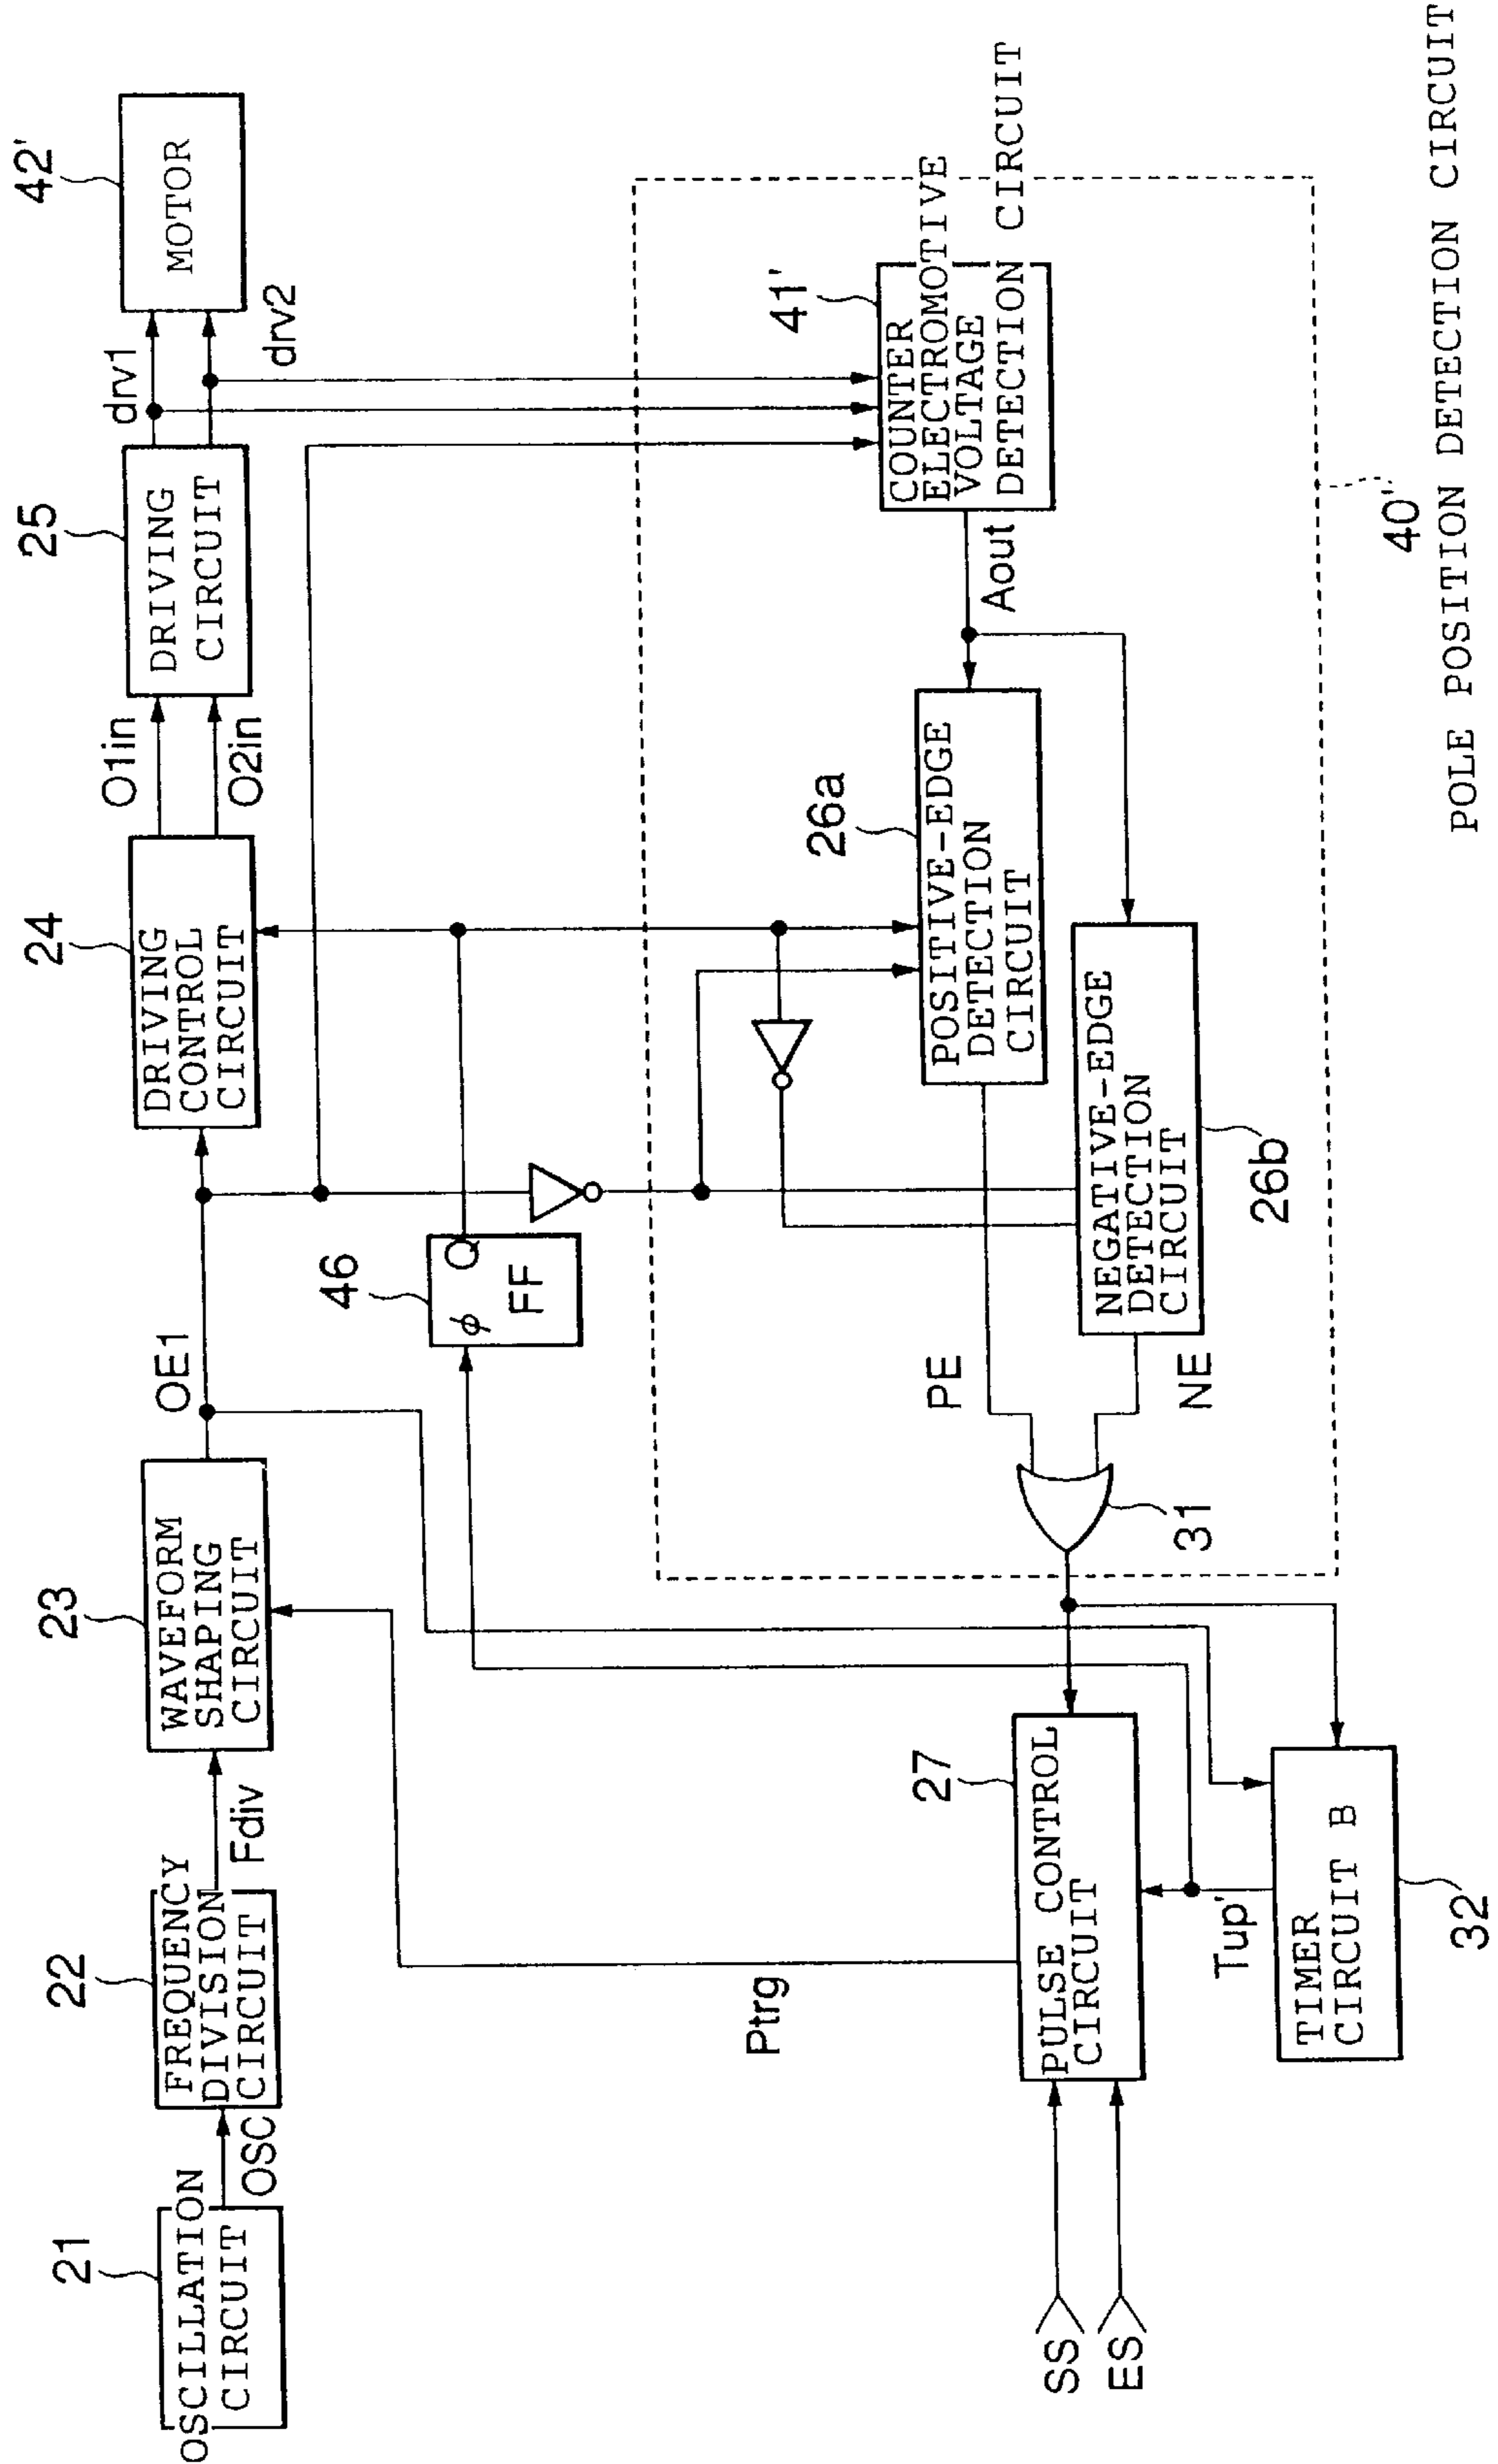 21
OSCILLATION
CIRCUIT
OSC
22
FREQUENCY
DIVISION
CIRCUIT
Fdiv
23
WAVEFORM
SHAPING
CIRCUIT
OE1
24
DRIVING
CONTROL
CIRCUIT
O1in
O2in
25
DRIVING
CIRCUIT
drv1
drv2
42'
MOTOR
46
ϕ
Q
FF
41'
COUNTER
ELECTROMOTIVE
VOLTAGE
DETECTION CIRCUIT
Aout
26a
POSITIVE-EDGE
DETECTION
CIRCUIT
NEGATIVE-EDGE
DETECTION
CIRCUIT
26b
PE
NE
31
Ptrg
27
PULSE CONTROL
CIRCUIT
SS
ES
Tup'
TIMER
CIRCUIT B
32
40'
POLE POSITION DETECTION CIRCUIT